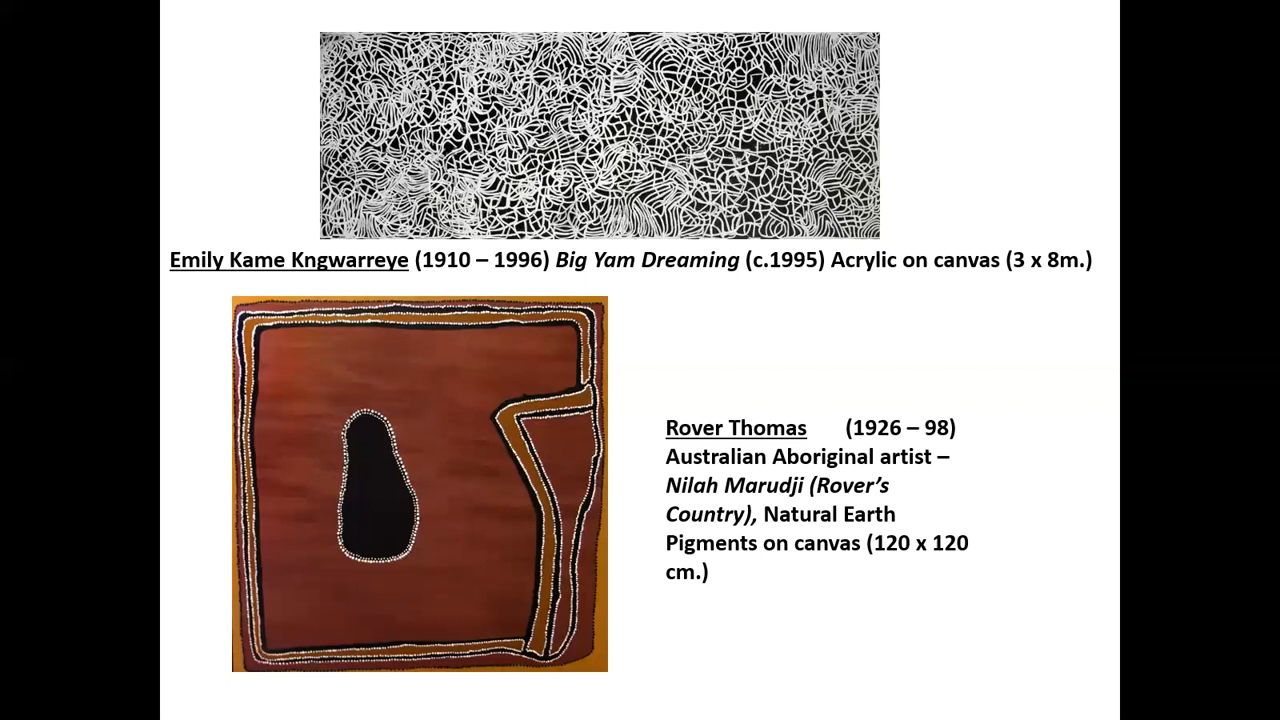 Emily Kame Kngwarreye (1910 – 1996) Big Yam Dreaming (c.1995) Acrylic on canvas (3 x 8m.)
Rover Thomas (1926 – 98)
Australian Aboriginal artist –
Nilah Marudji (Rover’s
Country), Natural Earth
Pigments on canvas (120 x 120
cm.)